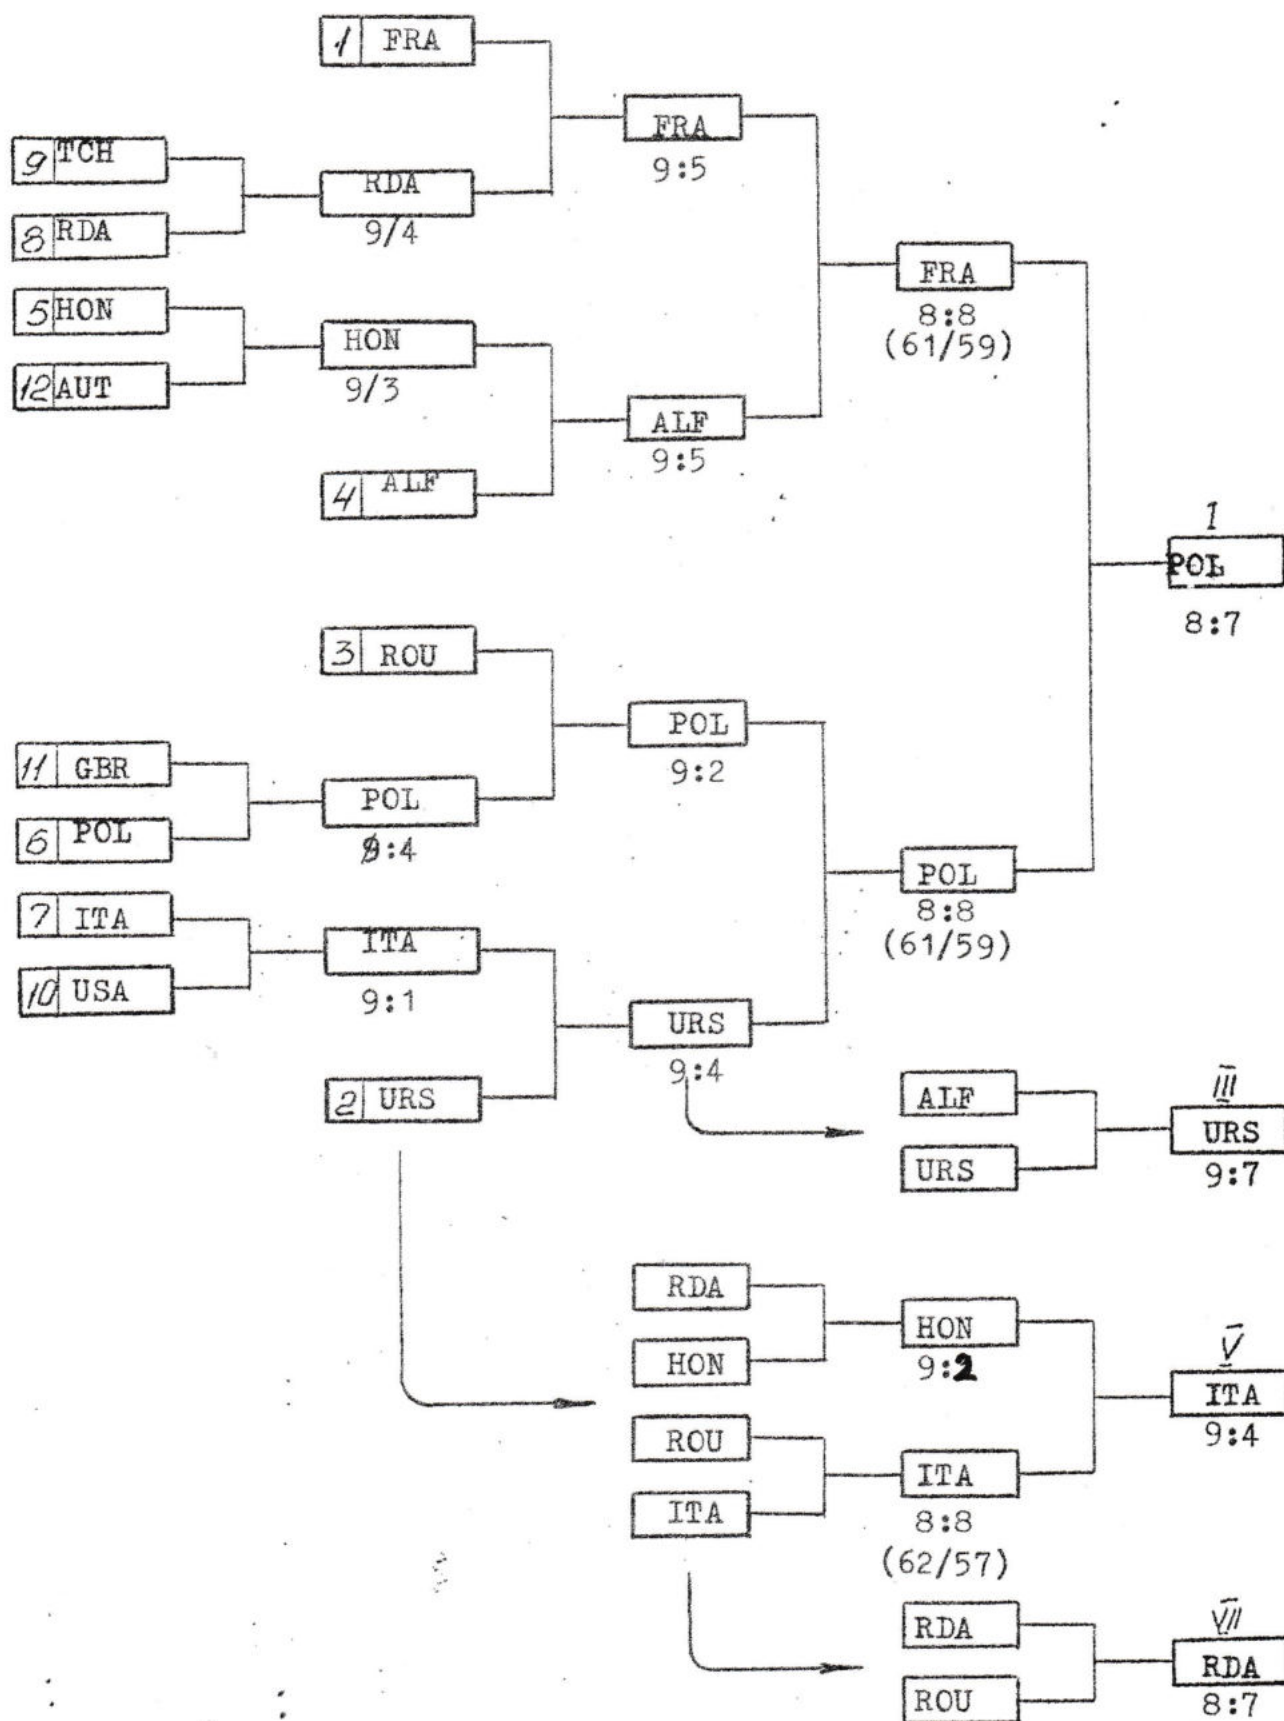 1 FRA
FRA
9:5
9 TCH
RDA
9/4
8 RDA
FRA
8:8
(61/59)
5 HON
HON
9/3
12 AUT
ALF
9:5
4 ALF
I
POL
8:7
3 ROU
POL
9:2
11 GBR
POL
9:4
6 POL
POL
8:8
(61/59)
7 ITA
ITA
9:1
10 USA
URS
9:4
2 URS
ALF
III
URS
9:7
URS
RDA
HON
9:2
HON
V
ITA
9:4
ROU
ITA
8:8
(62/57)
ITA
RDA
VII
RDA
8:7
ROU